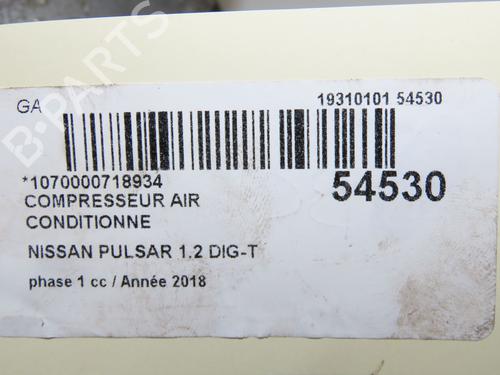 B-PARTS
GA
19310101 54530
*1070000718934
54530
COMPRESSEUR AIR
CONDITIONNE
NISSAN PULSAR 1.2 DIG-T
phase 1 cc / Année 2018